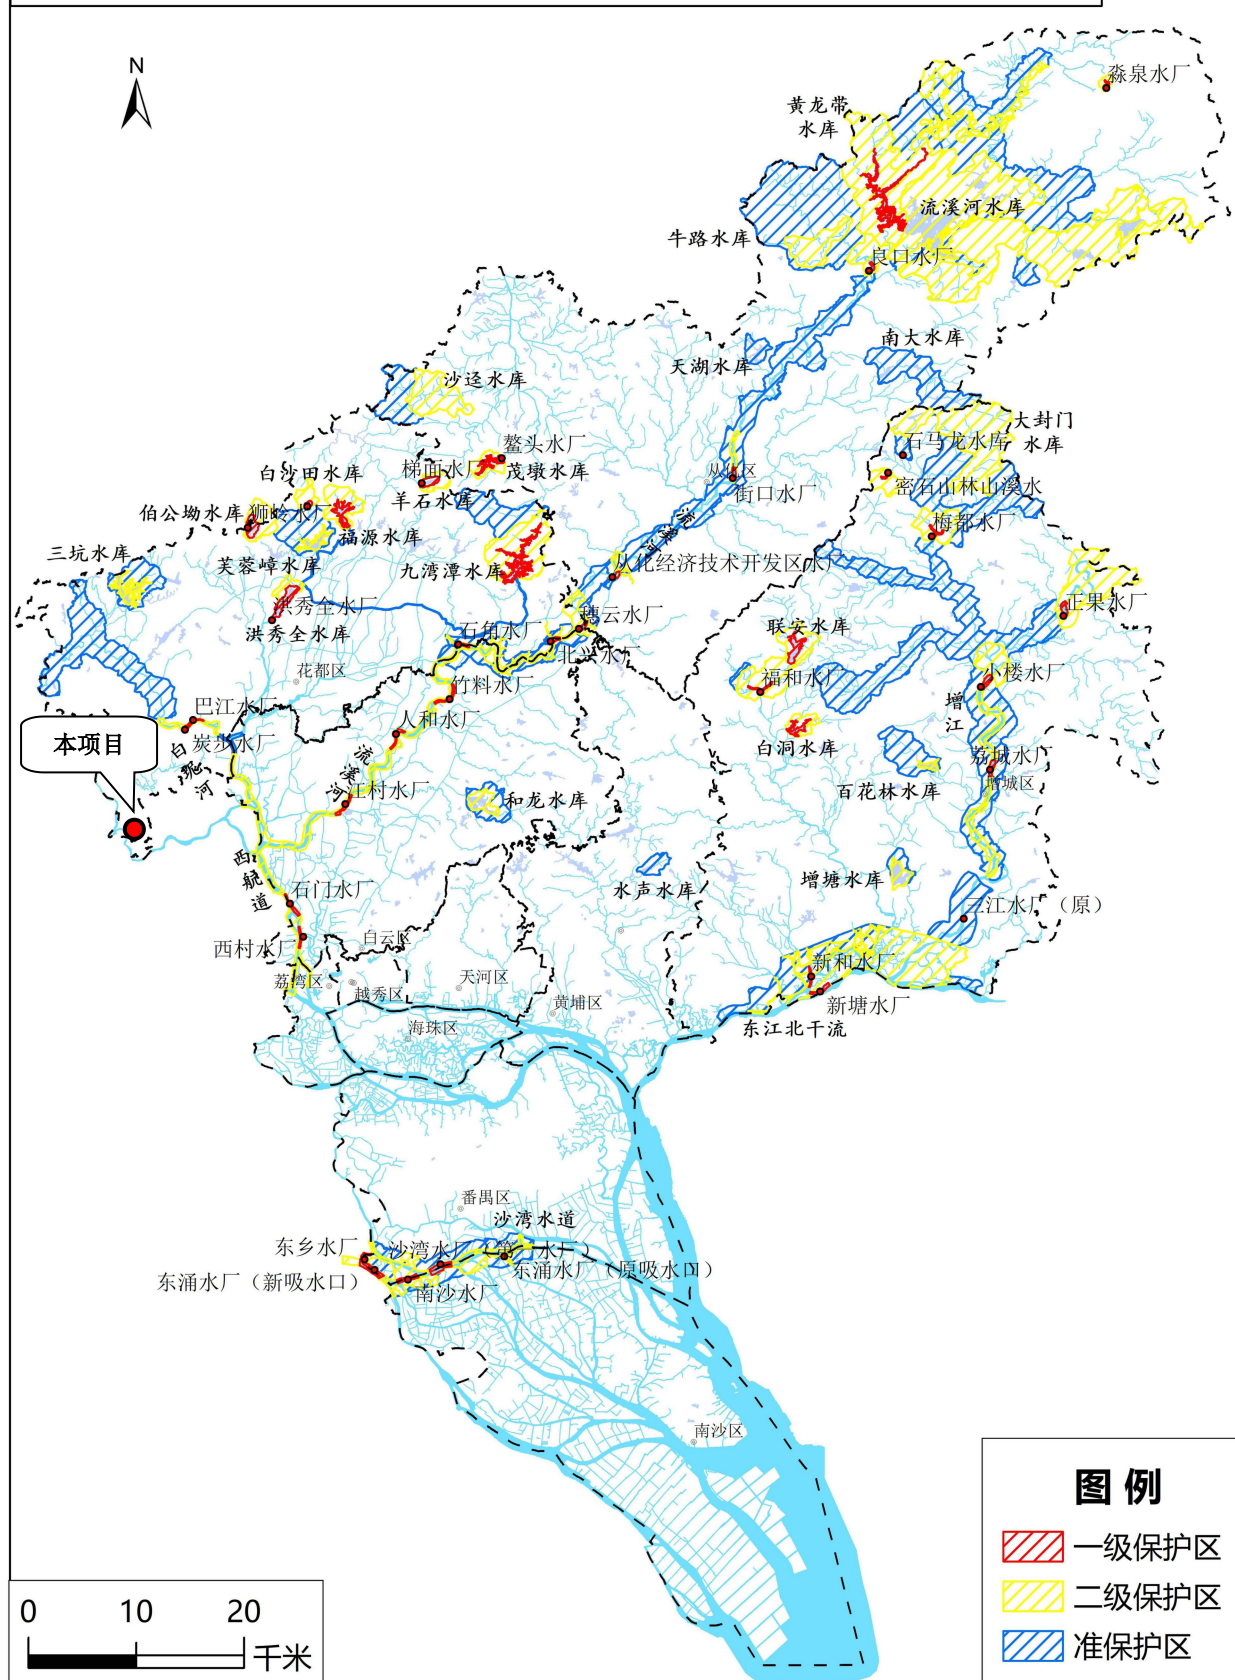 N
淼泉水厂
黄龙带
水库
流溪河水库
牛路水库
良口水厂
南大水库
天湖水库
沙迳水库
大封门
水库
石马龙水库
鳌头水厂
梯面水厂
茂墩水库
从化区
街口水厂
密石山林山溪水
白沙田水库
羊石水库
伯公坳水库
狮岭水厂
梅都水厂
福源水库
流溪河
三坑水库
芙蓉嶂水库
九湾潭水库
从化经济技术开发区水厂
洪秀全水厂
正果水厂
洪秀全水库
穗云水厂
石角水厂
北兴水厂
联安水库
花都区
福和水厂
小楼水厂
竹料水厂
增江
巴江水厂
人和水厂
本项目
炭步水厂
白坭河
白洞水库
荔城水厂
流溪河
江村水厂
增城区
和龙水库
百花林水库
西航道
水声水库
增塘水库
石门水厂
三江水厂（原）
西村水厂
白云区
新和水厂
荔湾区
越秀区
天河区
新塘水厂
黄埔区
海珠区
东江北干流
番禺区
沙湾水道
东乡水厂
沙湾水厂（第一水厂）
东涌水厂（新吸水口）
东涌水厂（原吸水口）
南沙水厂
南沙区
图 例
一级保护区
二级保护区
准保护区
0 10 20
千米